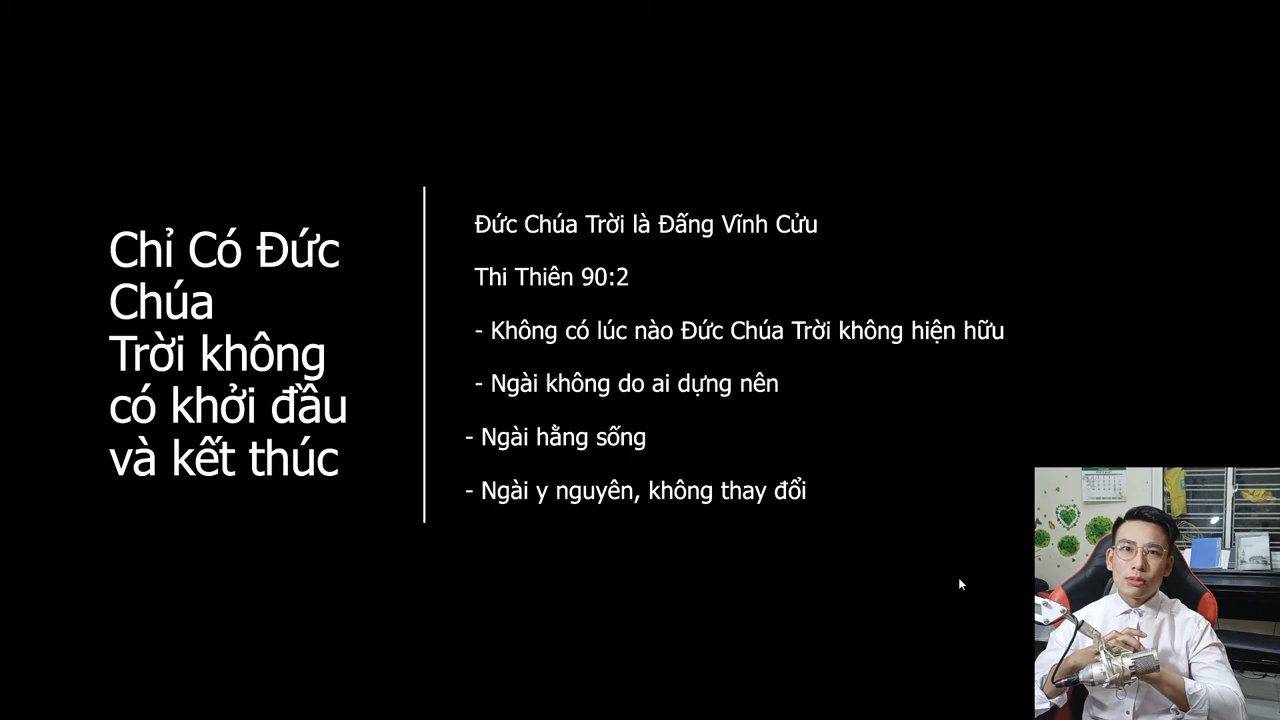 Chỉ Có Đức
Chúa
Trời không
có khởi đầu
và kết thúc
Đức Chúa Trời là Đấng Vĩnh Cửu
Thi Thiên 90:2
- Không có lúc nào Đức Chúa Trời không hiện hữu
- Ngài không do ai dựng nên
- Ngài hằng sống
- Ngài y nguyên, không thay đổi